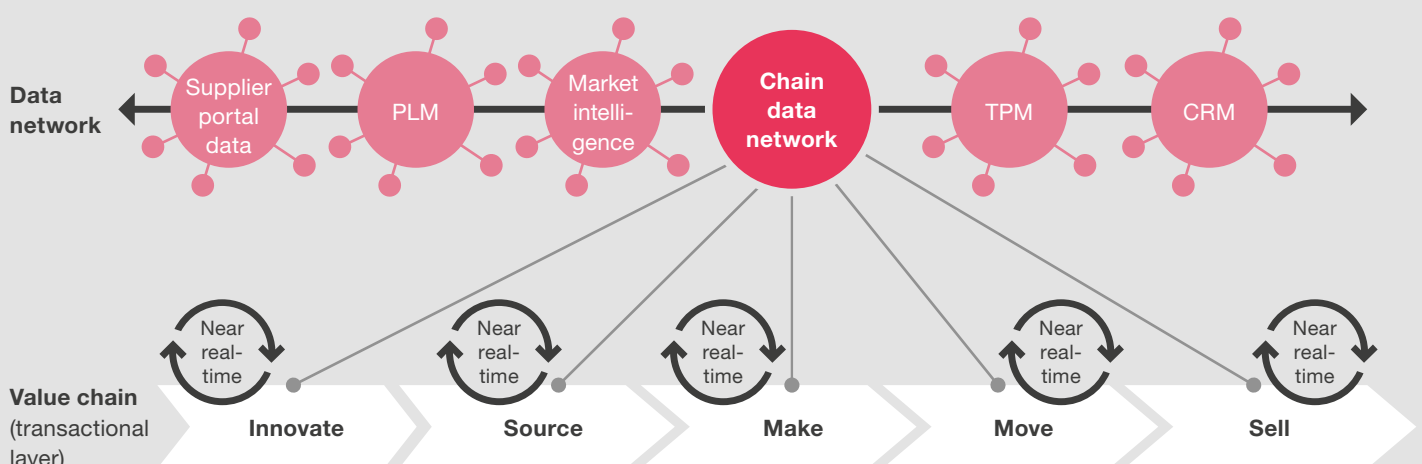 Data
network
Supplier
portal
data
PLM
Market
intelli-
gence
Chain
data
network
TPM
CRM
Near
real-
time
Near
real-
time
Near
real-
time
Near
real-
time
Near
real-
time
Value chain
(transactional
layer)
Innovate
Source
Make
Move
Sell